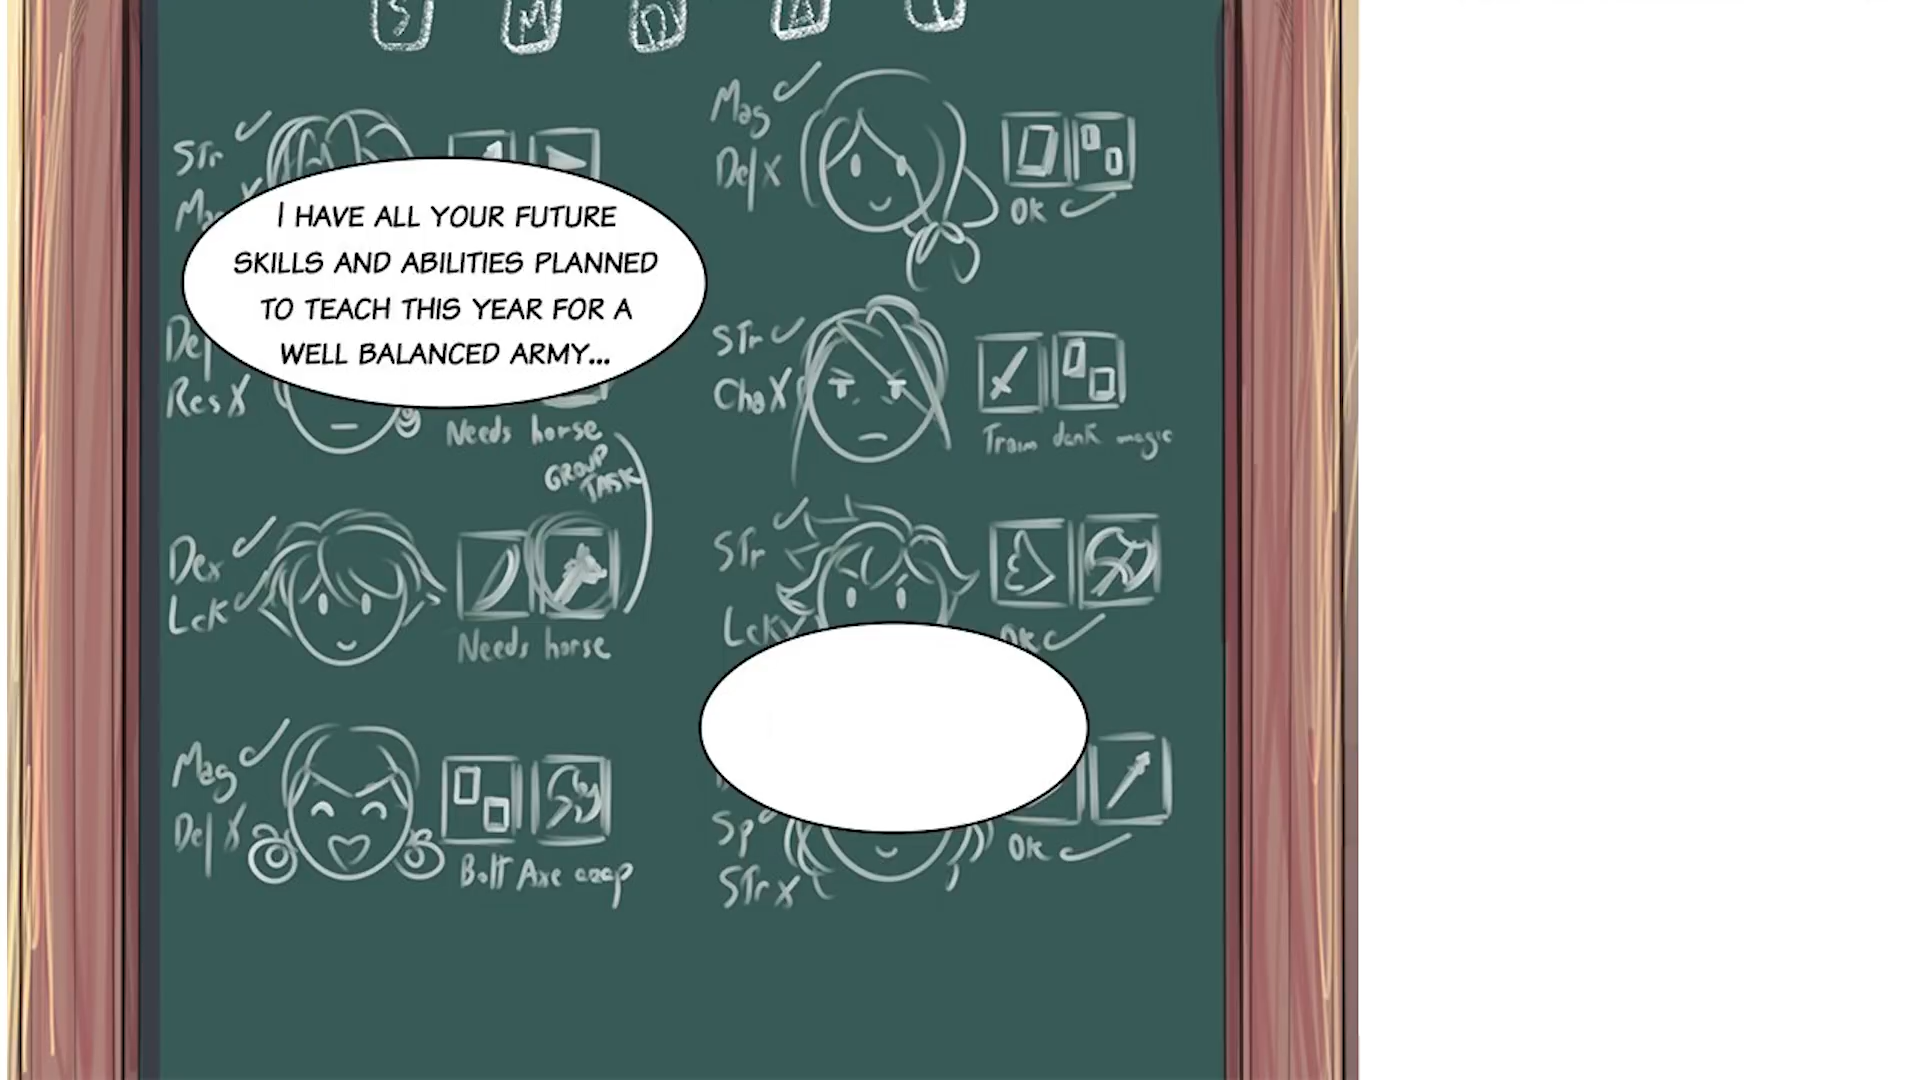 S M D A I
STr
I HAVE ALL YOUR FUTURE
SKILLS AND ABILITIES PLANNED
TO TEACH THIS YEAR FOR A
WELL BALANCED ARMY...
Res X
Needs horse
GROUP
TASK
Dex
Lck
Needs horse
Mag
Def X
Bolt Axe
Mag
Def X
OK
STr
Cha X
Train dark magic
STr
Lck
OK
Sp
STr X
OK